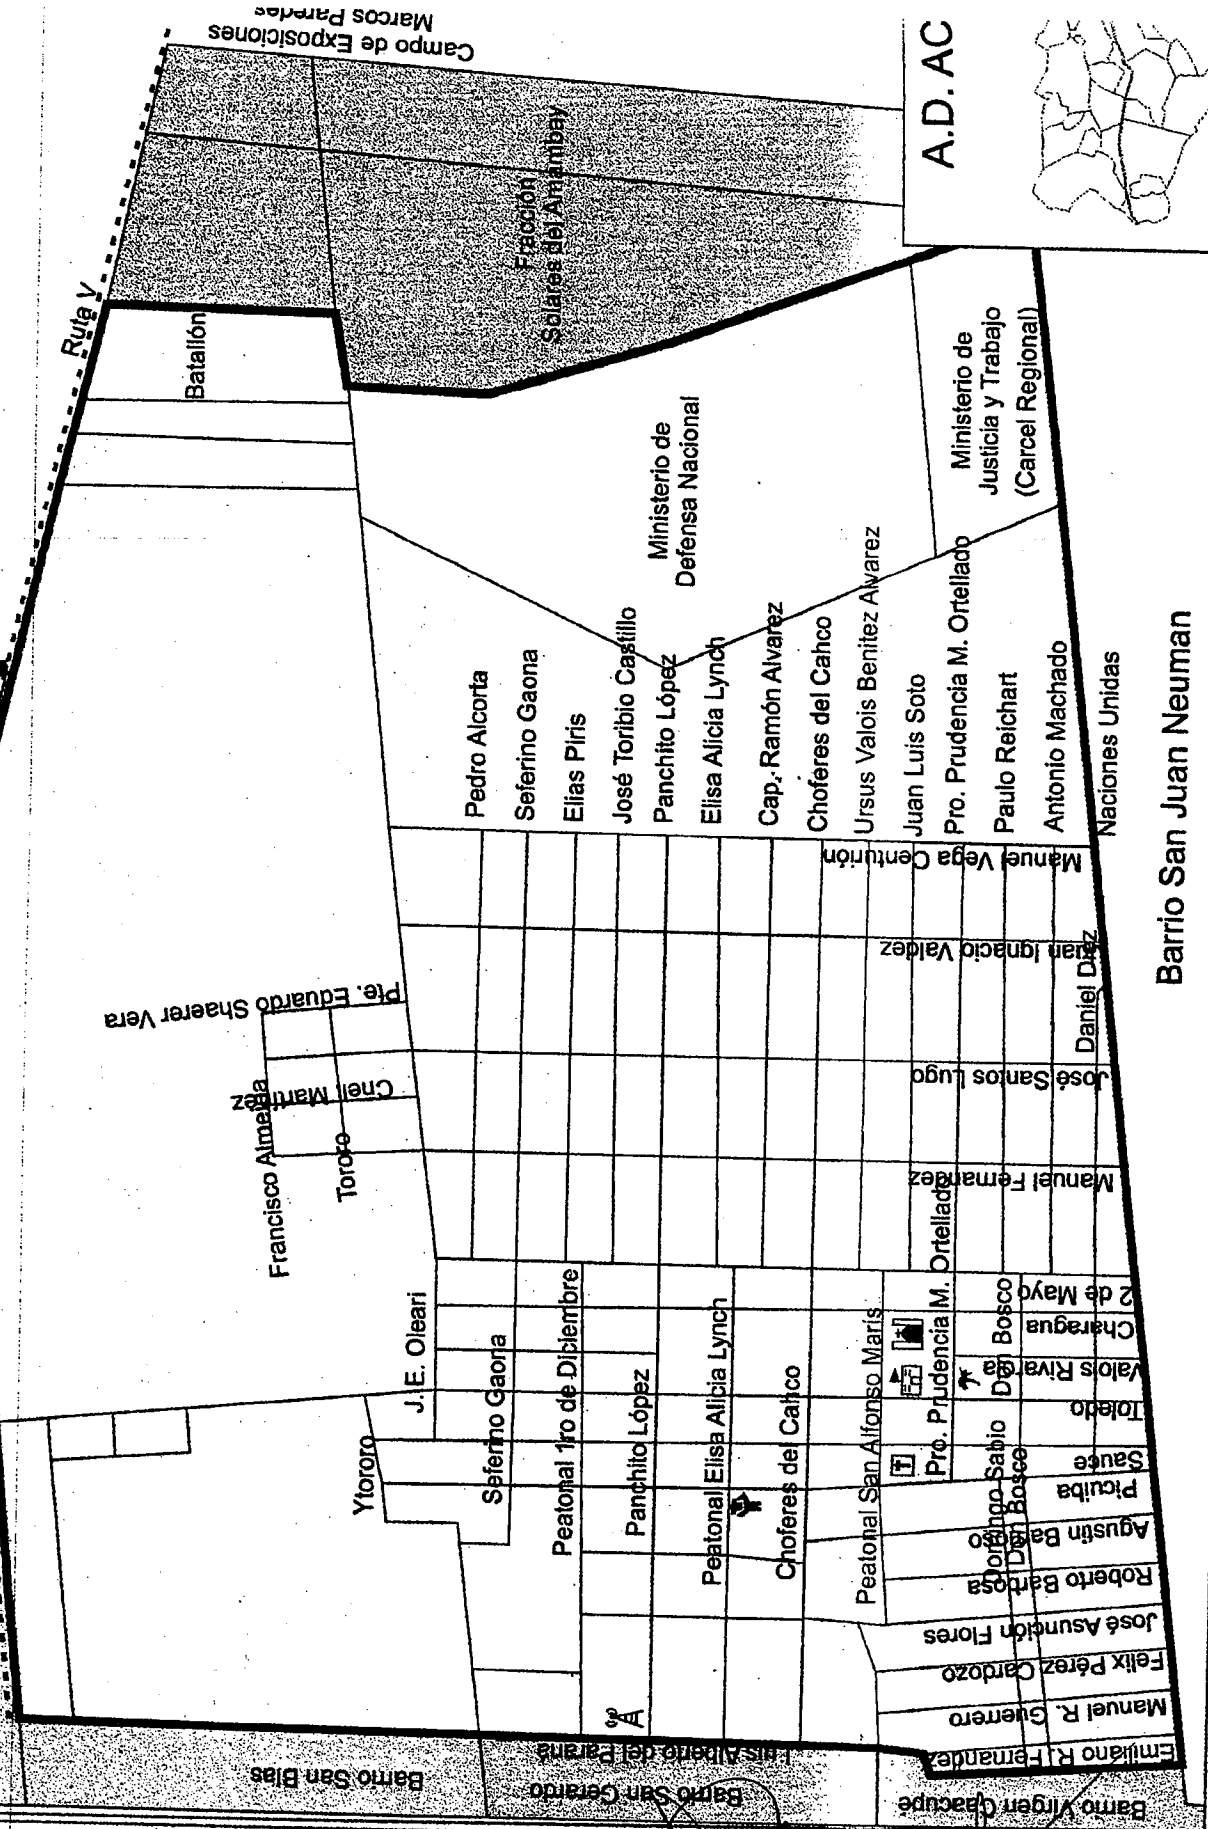 Campo de Exposiciones
Marcos Paredes
Ruta V
Batallón
Fracción
Solares del Amambay
A.D. AC
Ministerio de
Defensa Nacional
Ministerio de
Justicia y Trabajo
(Carcel Regional)
Pedro Alcorta
Seferino Gaona
Elias Piris
José Toribio Castillo
Panchito López
Elisa Alicia Lynch
Cap. Ramón Alvarez
Choferes del Cahco
Ursus Valois Benitez Alvarez
Juan Luis Soto
Pro. Prudencia M. Ortellado
Paulo Reichart
Antonio Machado
Naciones Unidas
Manuel Vega Centurión
Juan Ignacio Valdez
Daniel Diez
José Santos Lugo
Manuel Fernandez
Pte. Eduardo Shaerer Vera
Cnel. Martínez
Francisco Almeida
Tororo
J. E. Oleari
Ytororo
Seferino Gaona
Peatonal 1ro de Diciembre
Panchito López
Peatonal Elisa Alicia Lynch
Choferes del Cahco
Peatonal San Alfonso María
Pro. Prudencia M. Ortellado
Domingo Sabio
Don Bosco
Don Bosco
2 de Mayo
Charagua
Valois Rivarola
Toledo
Sauce
Picuiba
Agustin Barboso
Roberto Barbosa
José Asunción Flores
Felix Pérez Cardozo
Manuel R. Guerrero
Emiliano R. Fernandez
Barrio San Juan Neuman
Barrio San Blas
Luis Alberto del Paraná
Barrio San Gerardo
Barrio Virgen Caacupé